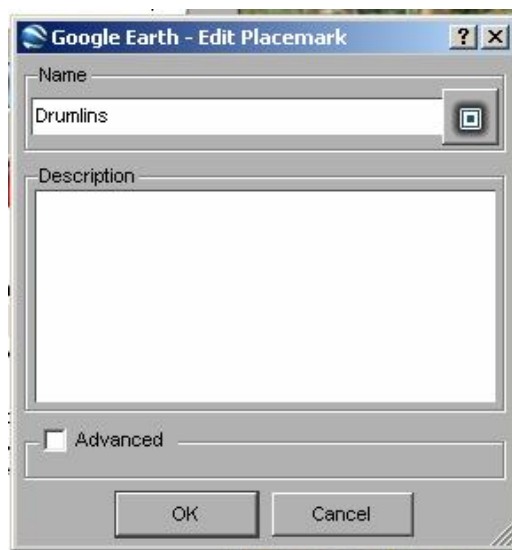 Google Earth - Edit Placemark
Name
Drumlins
Description
Advanced
OK
Cancel